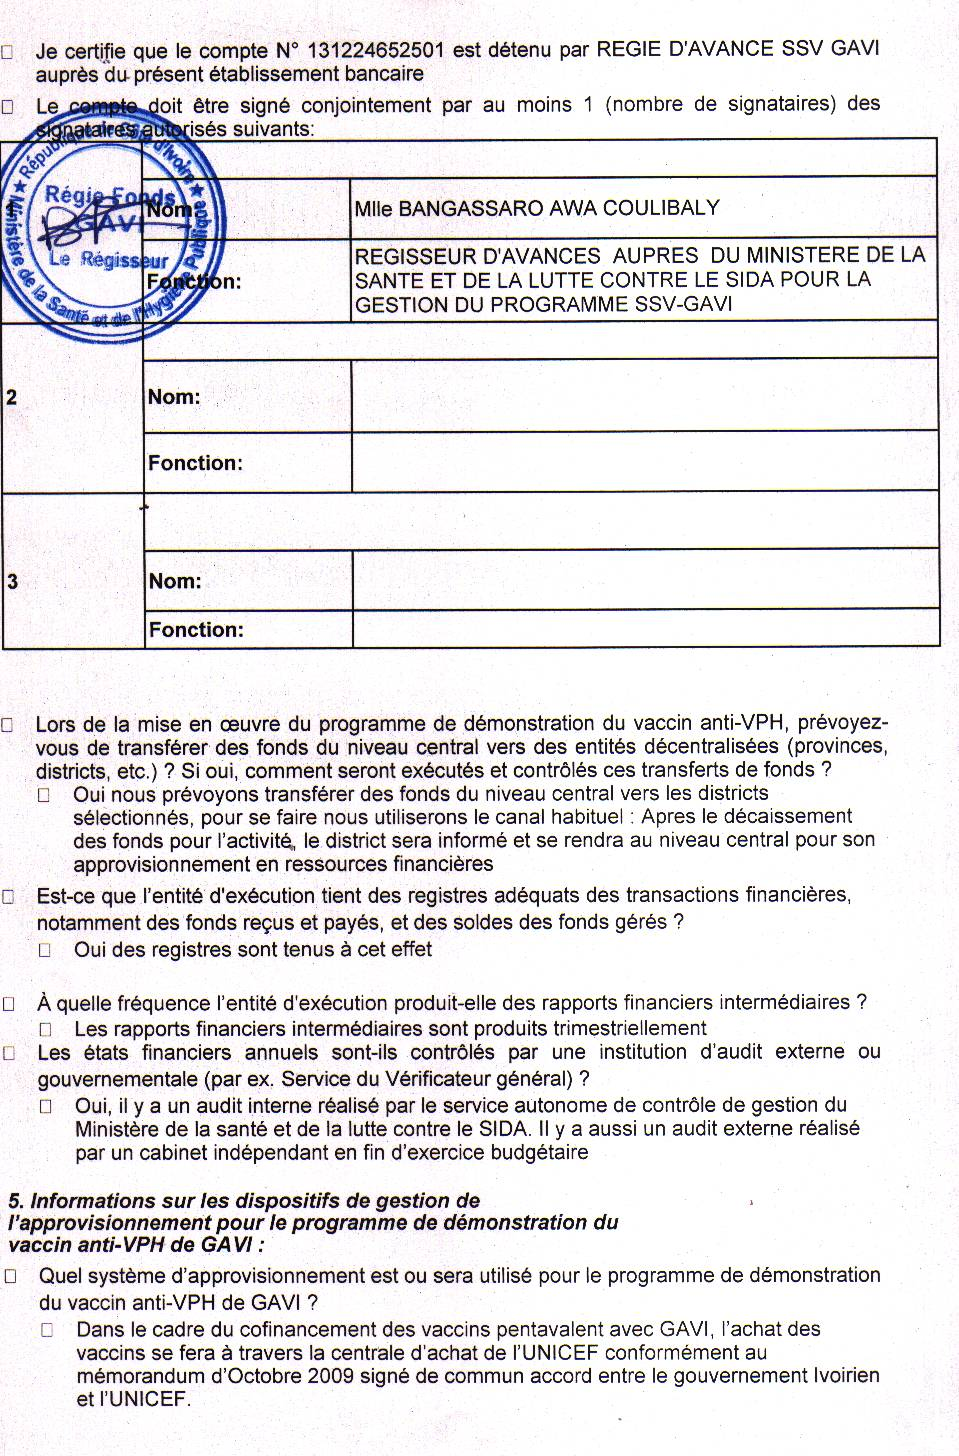 Je certifie que le compte N° 131224652501 est détenu par REGIE D'AVANCE SSV GAVI
auprès du présent établissement bancaire
Le compte doit être signé conjointement par au moins 1 (nombre de signataires) des
signataires autorisés suivants:
République de Côte d'Ivoire
Ministère de la Santé et de l'Hygiène Publique
Régie Fonds
GAVI
Le Régisseur
1
Nom:
Mlle BANGASSARO AWA COULIBALY
Fonction:
REGISSEUR D'AVANCES AUPRES DU MINISTERE DE LA
SANTE ET DE LA LUTTE CONTRE LE SIDA POUR LA
GESTION DU PROGRAMME SSV-GAVI
2
Nom:
Fonction:
3
Nom:
Fonction:
Lors de la mise en œuvre du programme de démonstration du vaccin anti-VPH, prévoyez-
vous de transférer des fonds du niveau central vers des entités décentralisées (provinces,
districts, etc.) ? Si oui, comment seront exécutés et contrôlés ces transferts de fonds ?
Oui nous prévoyons transférer des fonds du niveau central vers les districts
sélectionnés, pour se faire nous utiliserons le canal habituel : Apres le décaissement
des fonds pour l'activité, le district sera informé et se rendra au niveau central pour son
approvisionnement en ressources financières
Est-ce que l'entité d'exécution tient des registres adéquats des transactions financières,
notamment des fonds reçus et payés, et des soldes des fonds gérés ?
Oui des registres sont tenus à cet effet
À quelle fréquence l'entité d'exécution produit-elle des rapports financiers intermédiaires ?
Les rapports financiers intermédiaires sont produits trimestriellement
Les états financiers annuels sont-ils contrôlés par une institution d'audit externe ou
gouvernementale (par ex. Service du Vérificateur général) ?
Oui, il y a un audit interne réalisé par le service autonome de contrôle de gestion du
Ministère de la santé et de la lutte contre le SIDA. Il y a aussi un audit externe réalisé
par un cabinet indépendant en fin d'exercice budgétaire
5. Informations sur les dispositifs de gestion de
l'approvisionnement pour le programme de démonstration du
vaccin anti-VPH de GAVI :
Quel système d'approvisionnement est ou sera utilisé pour le programme de démonstration
du vaccin anti-VPH de GAVI ?
Dans le cadre du cofinancement des vaccins pentavalent avec GAVI, l'achat des
vaccins se fera à travers la centrale d'achat de l'UNICEF conformément au
mémorandum d'Octobre 2009 signé de commun accord entre le gouvernement Ivoirien
et l'UNICEF.